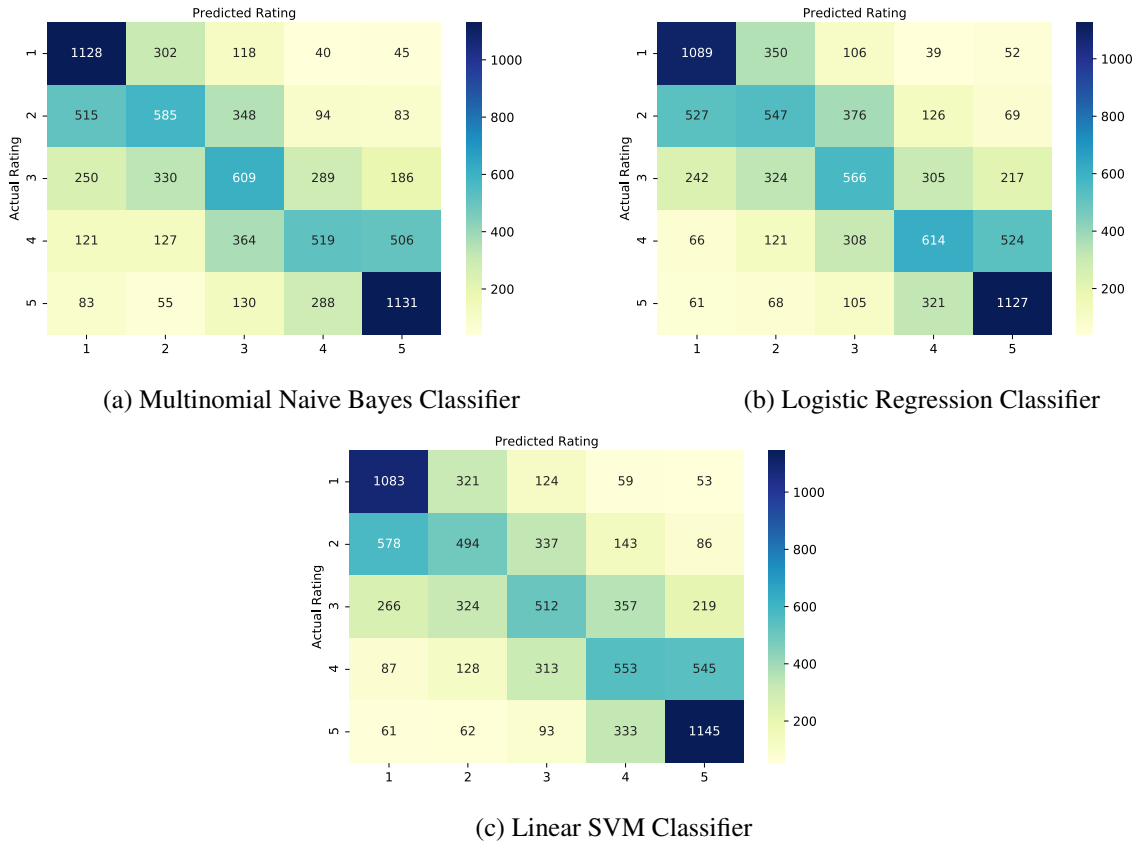 Predicted Rating
Actual Rating
1 1128 302 118 40 45 1000
2 515 585 348 94 83 800
3 250 330 609 289 186 600
4 121 127 364 519 506 400
5 83 55 130 288 1131 200
1 2 3 4 5
(a) Multinomial Naive Bayes Classifier
Predicted Rating
Actual Rating
1 1089 350 106 39 52 1000
2 527 547 376 126 69 800
3 242 324 566 305 217 600
4 66 121 308 614 524 400
5 61 68 105 321 1127 200
1 2 3 4 5
(b) Logistic Regression Classifier
Predicted Rating
Actual Rating
1 1083 321 124 59 53 1000
2 578 494 337 143 86 800
3 266 324 512 357 219 600
4 87 128 313 553 545 400
5 61 62 93 333 1145 200
1 2 3 4 5
(c) Linear SVM Classifier